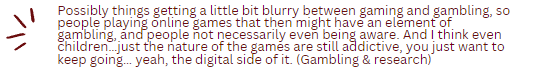 Possibly things getting a little bit blurry between gaming and gambling, so
people playing online games that then might have an element of
gambling, and people not necessarily even being aware. And I think even
children...just the nature of the games are still addictive, you just want to
keep going... yeah, the digital side of it. (Gambling & research)